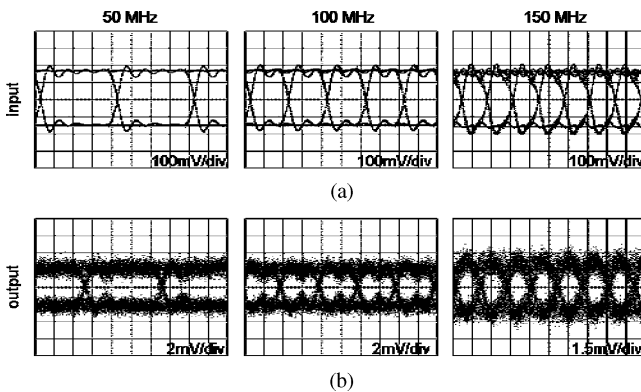 50 MHz 100 MHz 150 MHz
input
100mV/div 100mV/div 100mV/div
(a)
output
2mV/div 2mV/div 1.5mV/div
(b)